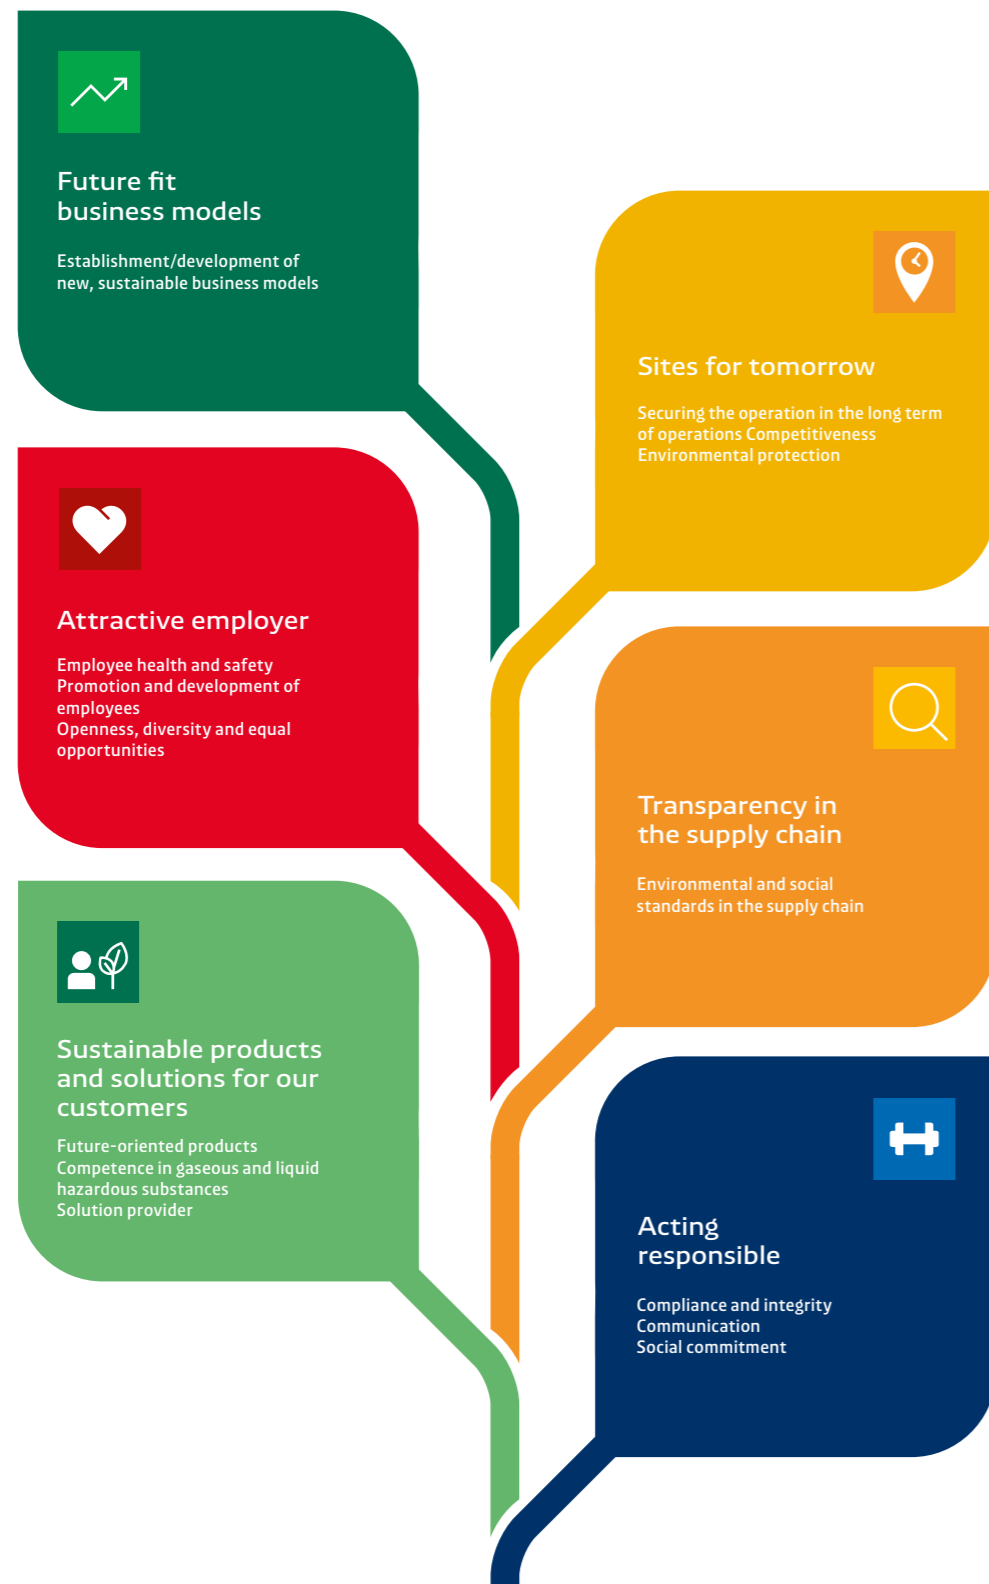 Future fit
business models
Establishment/development of
new, sustainable business models
Sites for tomorrow
Securing the operation in the long term
of operations Competitiveness
Environmental protection
Attractive employer
Employee health and safety
Promotion and development of
employees
Openness, diversity and equal
opportunities
Transparency in
the supply chain
Environmental and social
standards in the supply chain
Sustainable products
and solutions for our
customers
Future-oriented products
Competence in gaseous and liquid
hazardous substances
Solution provider
Acting
responsible
Compliance and integrity
Communication
Social commitment